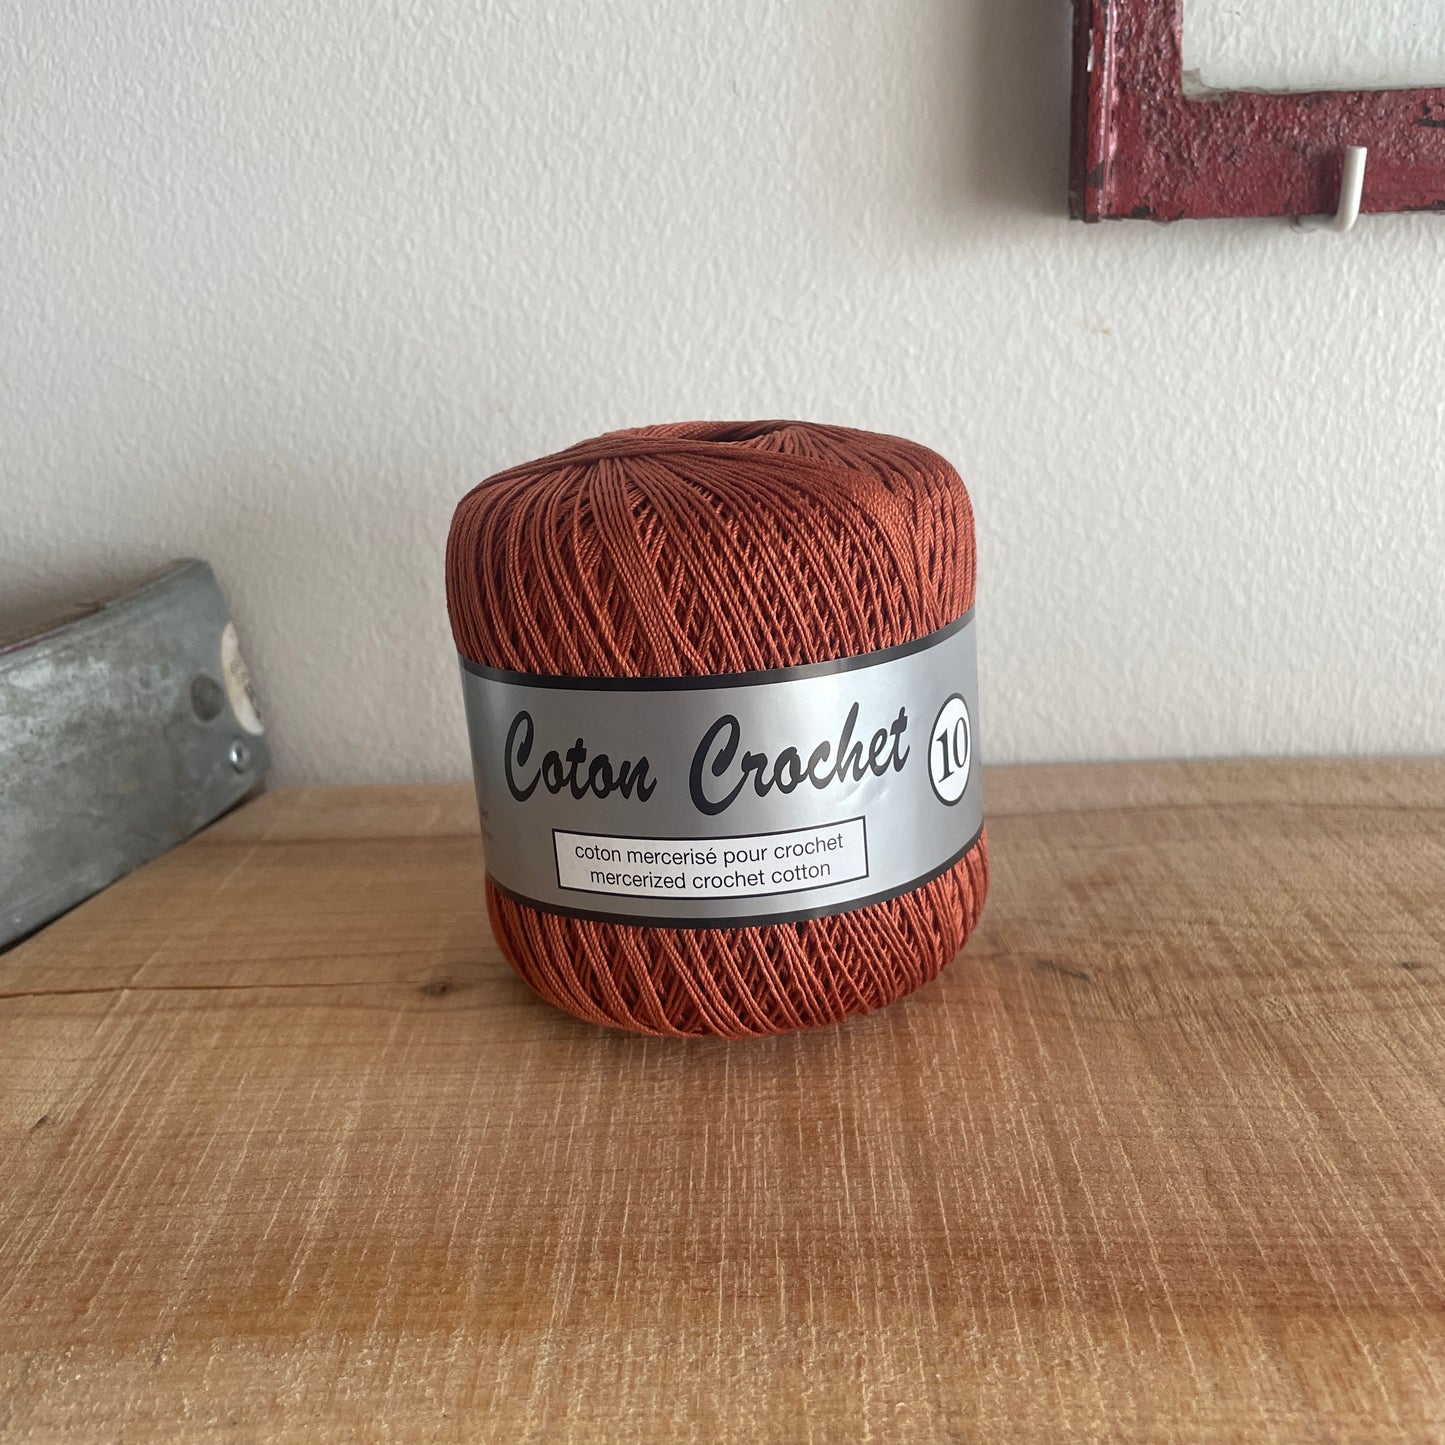 Coton Crochet 10
coton mercerisé pour crochet
mercerized crochet cotton